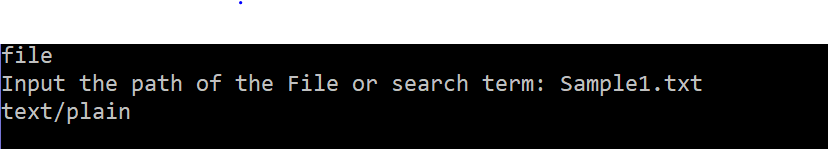 file
Input the path of the File or search term: Sample1.txt
text/plain